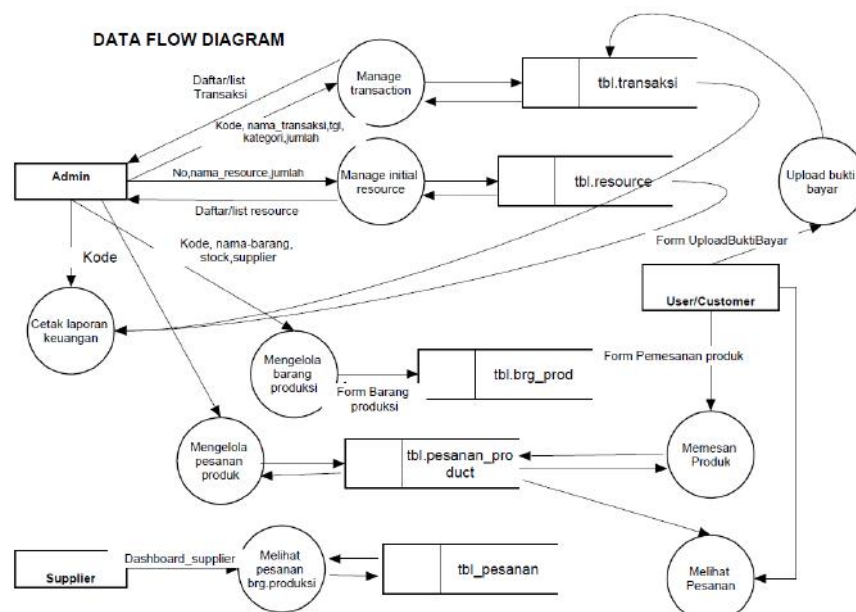 DATA FLOW DIAGRAM
Daftar/list
Transaksi
Manage
transaction
tbl.transaksi
Kode, nama_transaksi,tgl,
kategori,jumlah
Admin
No,nama_resource,jumlah
Manage initial
resource
tbl.resource
Upload bukti
bayar
Daftar/list resource
Kode, nama-barang,
stock,supplier
Form UploadBuktiBayar
Kode
User/Customer
Cetak laporan
keuangan
Mengelola
barang
produksi
Form Barang
produksi
tbl.brg_prod
Form Pemesanan produk
Mengelola
pesanan
produk
tbl.pesanan_pro
duct
Memesan
Produk
Supplier
Dashboard_supplier
Melihat
pesanan
brg.produksi
tbl_pesanan
Melihat
Pesanan